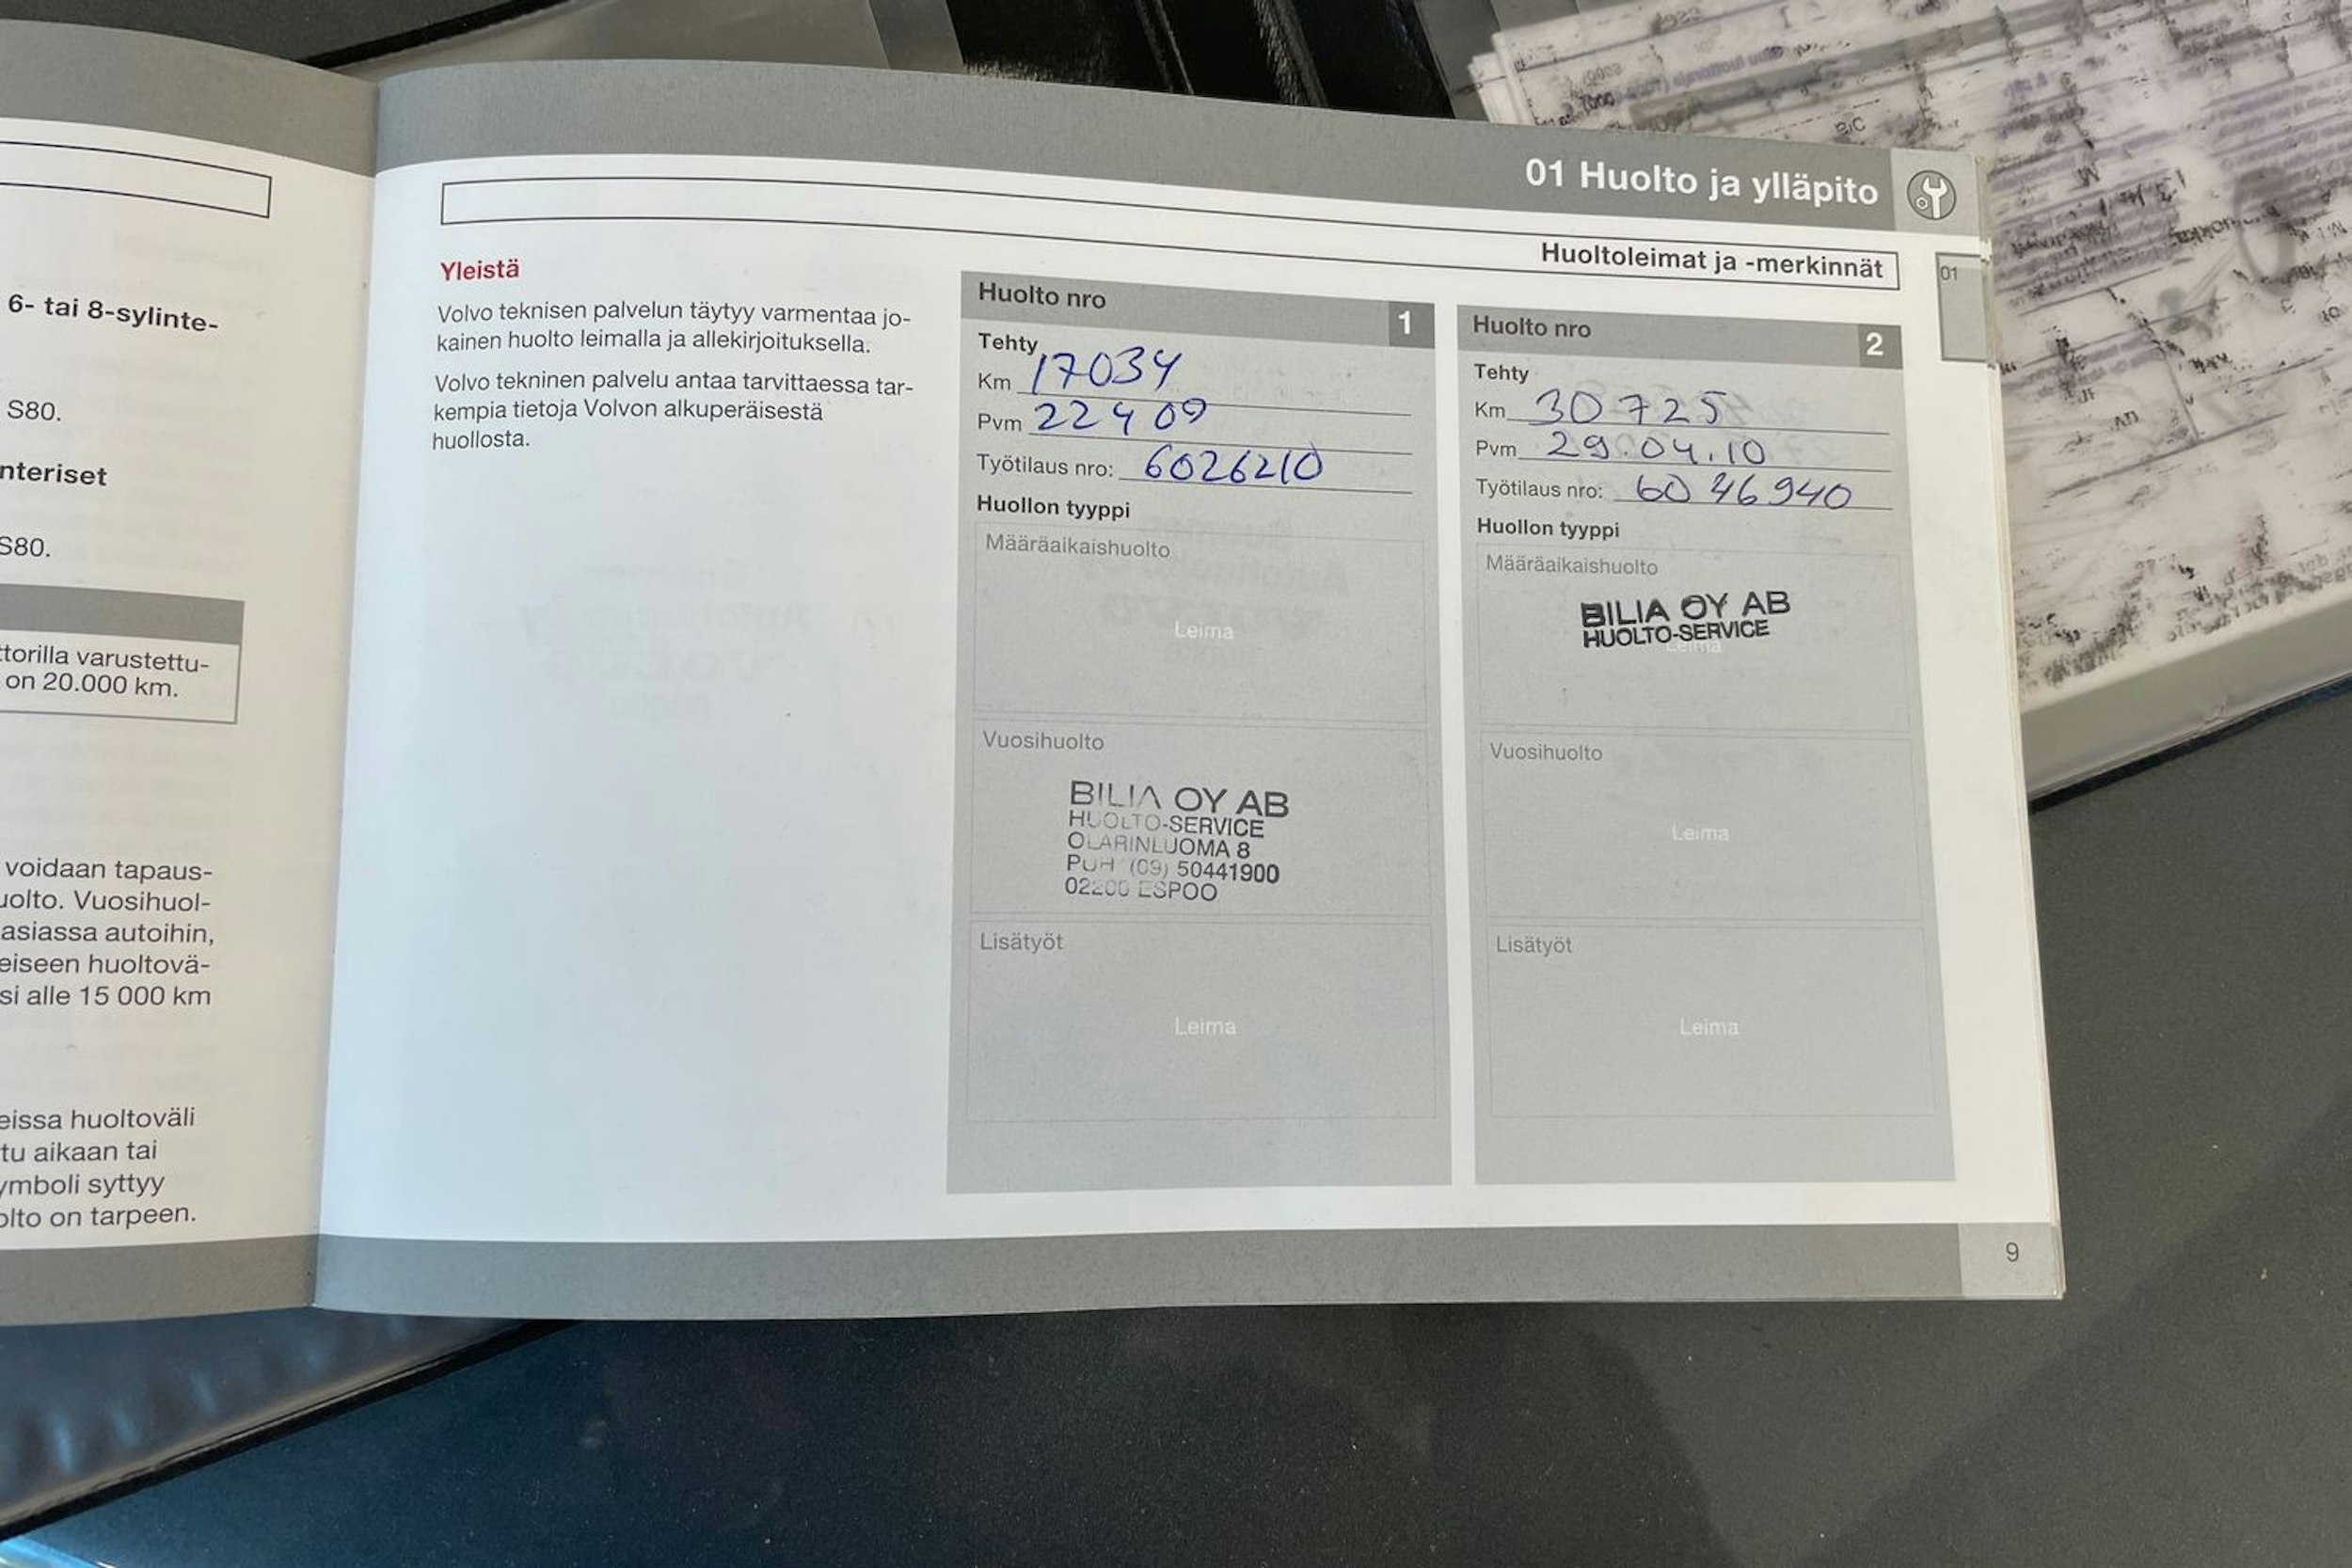 6- tai 8-sylinte-
S80.
nteriset
S80.
ttorilla varustettu-
on 20.000 km.
voidaan tapaus-
uolto. Vuosihuol-
asiassa autoihin,
eiseen huoltovä-
si alle 15 000 km
eissa huoltoväli
tu aikaan tai
ymboli syttyy
olto on tarpeen.
01 Huolto ja ylläpito
Huoltoleimat ja -merkinnät
01
Yleistä
Volvo teknisen palvelun täytyy varmentaa jo-
kainen huolto leimalla ja allekirjoituksella.
Volvo tekninen palvelu antaa tarvittaessa tar-
kempia tietoja Volvon alkuperäisestä
huollosta.
Huolto nro 1
Tehty
Km 17034
Pvm 22 4 09
Työtilaus nro: 6026210
Huollon tyyppi
Määräaikaishuolto
Leima
Vuosihuolto
BILIA OY AB
HUOLTO-SERVICE
OLARINLUOMA 8
PUH (09) 50441900
02200 ESPOO
Lisätyöt
Leima
Huolto nro 2
Tehty
Km 30725
Pvm 29.04.10
Työtilaus nro: 6046940
Huollon tyyppi
Määräaikaishuolto
BILIA OY AB
HUOLTO-SERVICE
Leima
Vuosihuolto
Leima
Lisätyöt
Leima
9